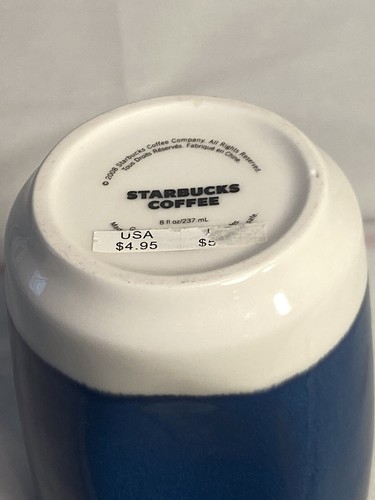 © 2008 Starbucks Coffee Company. All Rights Reserved.
Tous Droits Réservés. Fabriqué en Chine
STARBUCKS
COFFEE
8 fl oz/237 mL
USA
$4.95 $5